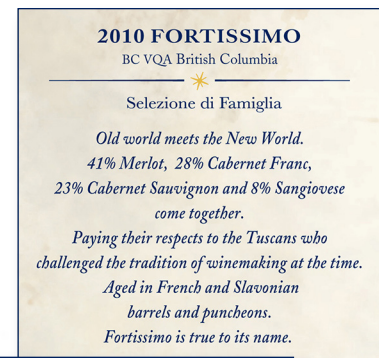 2010 FORTISSIMO
BC VQA British Columbia
Selezione di Famiglia
Old world meets the New World.
41% Merlot, 28% Cabernet Franc,
23% Cabernet Sauvignon and 8% Sangiovese
come together.
Paying their respects to the Tuscans who
challenged the tradition of winemaking at the time.
Aged in French and Slavonian
barrels and puncheons.
Fortissimo is true to its name.